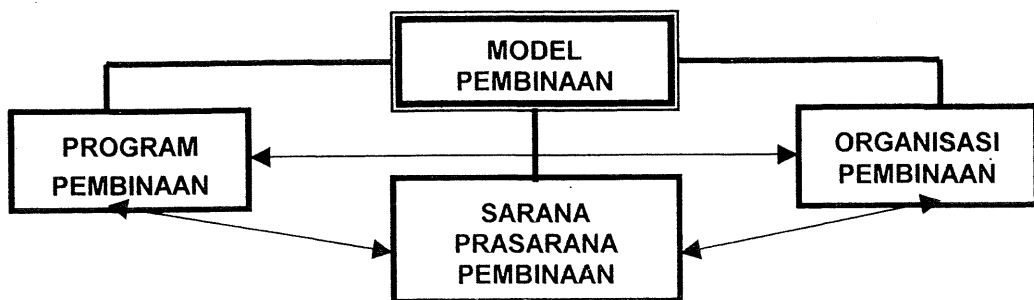 MODEL
PEMBINAAN
PROGRAM
PEMBINAAN
ORGANISASI
PEMBINAAN
SARANA
PRASARANA
PEMBINAAN